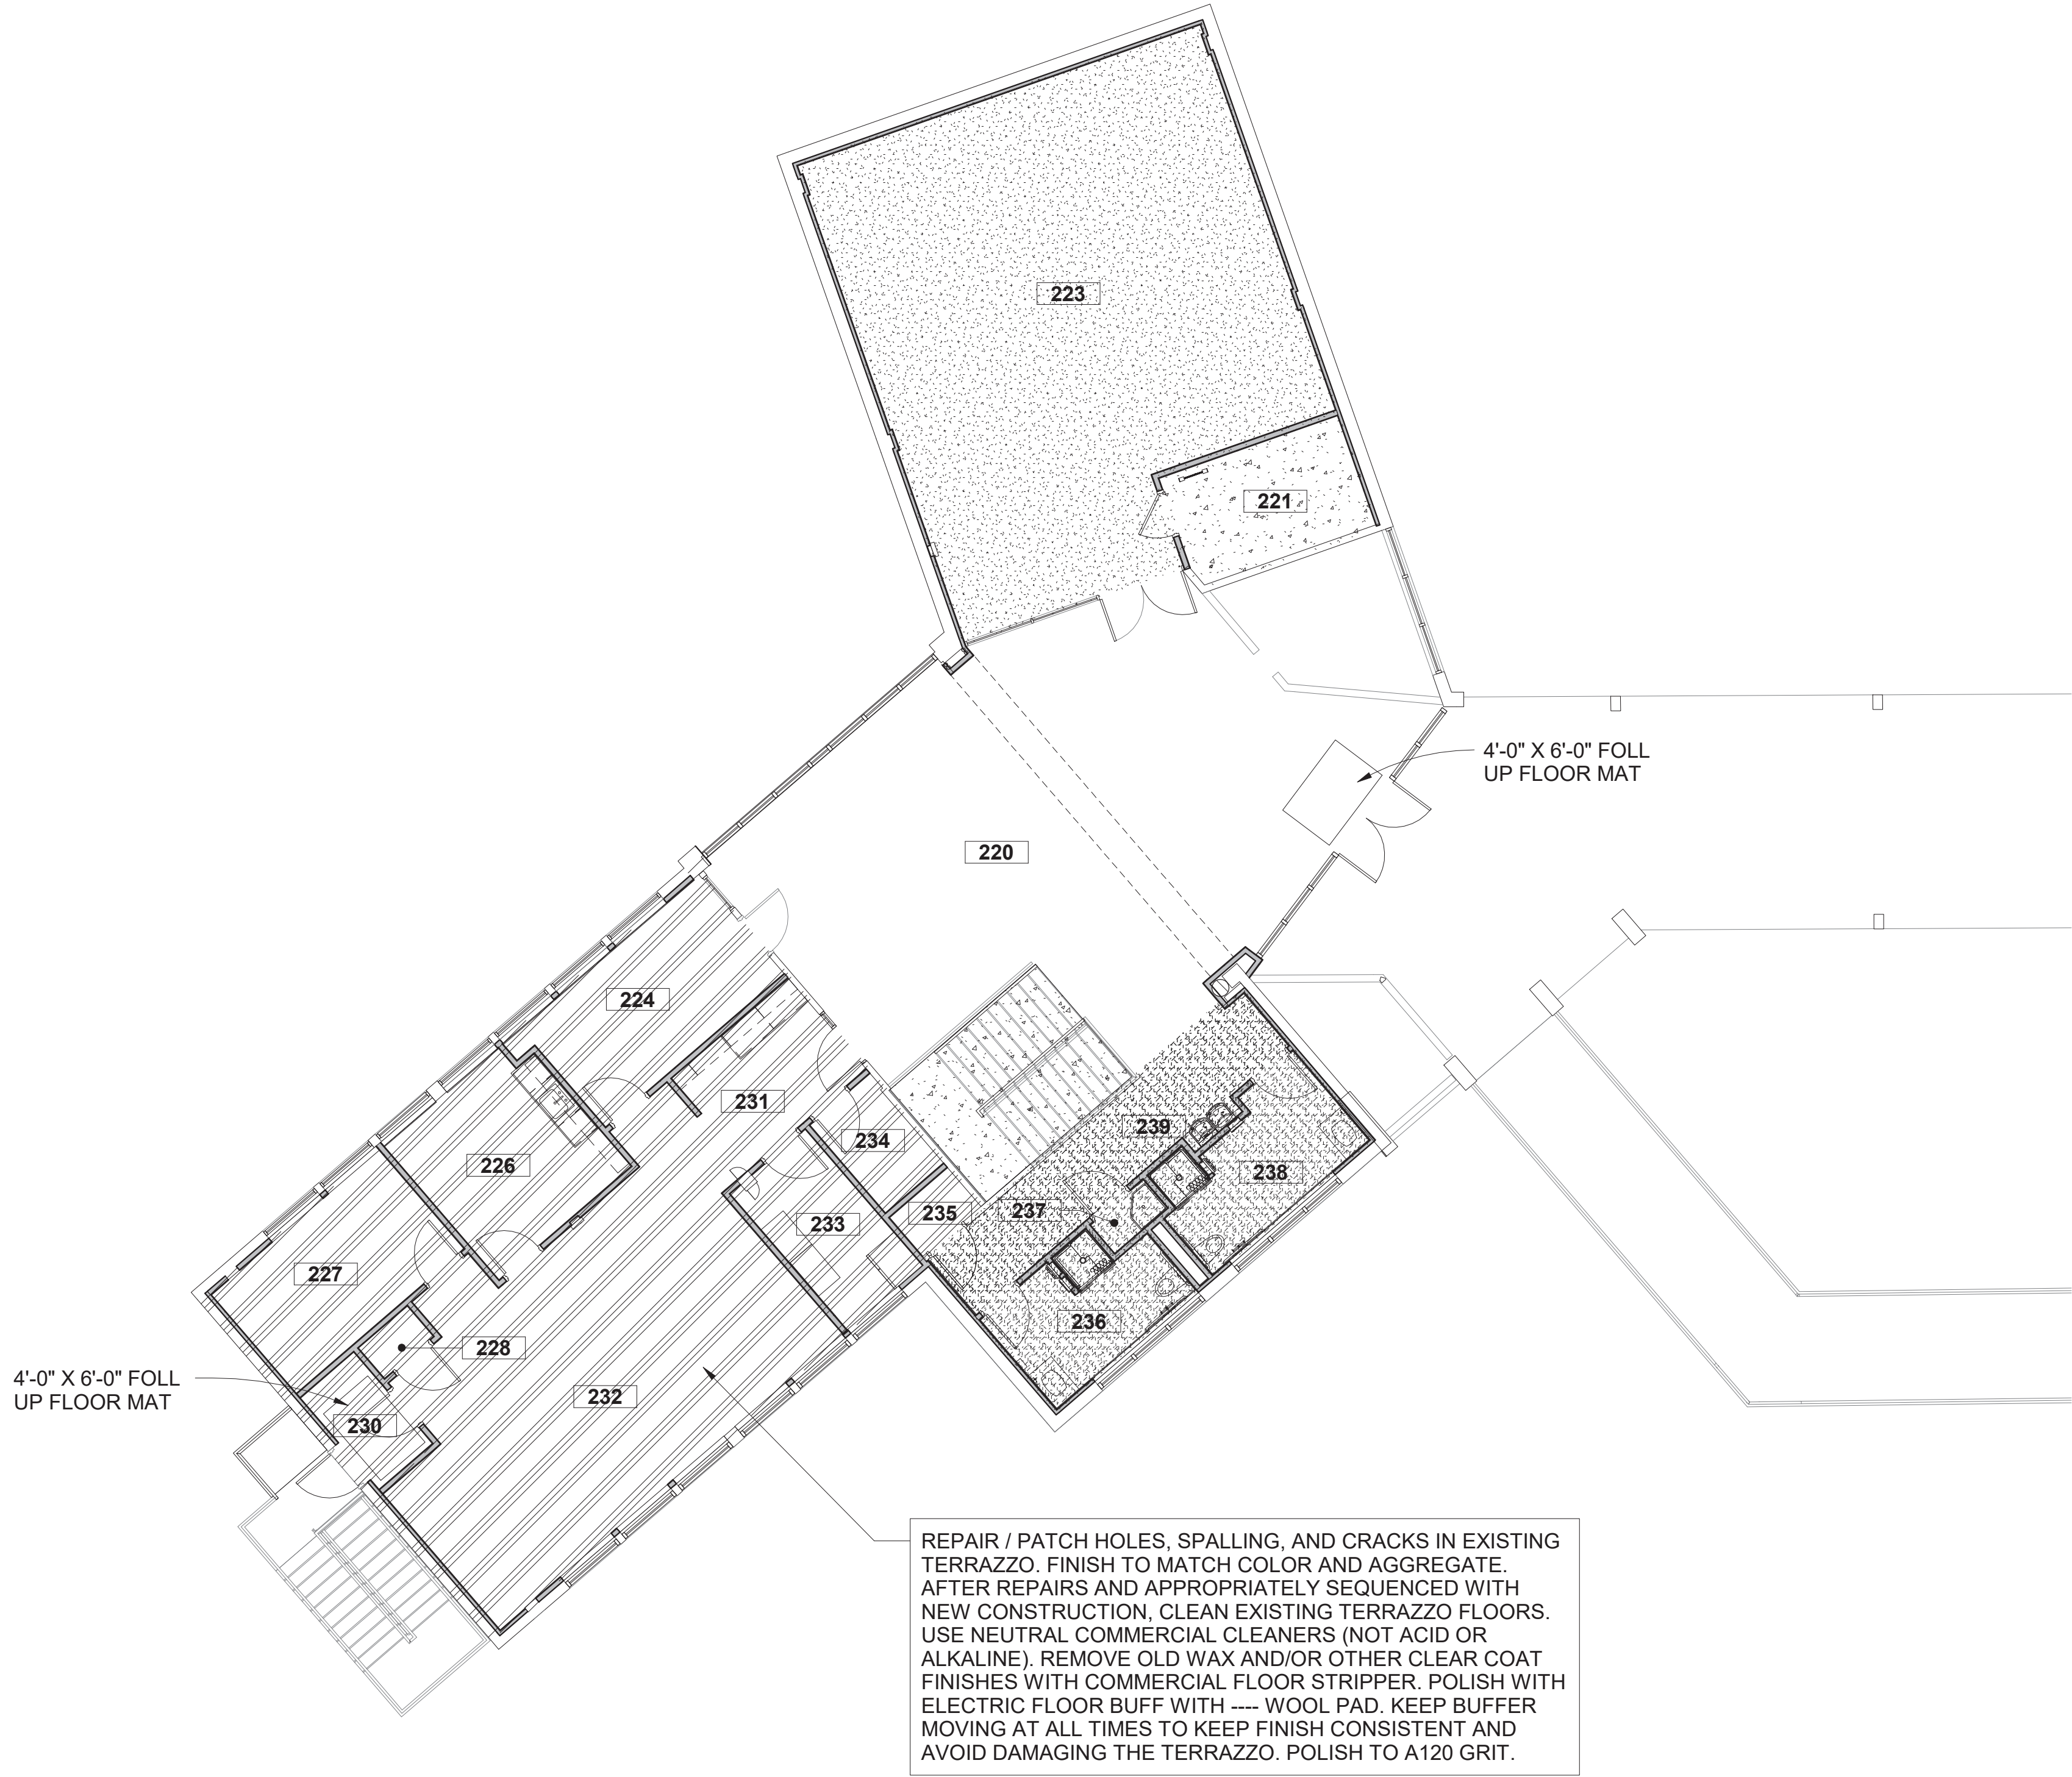 223
221
4'-0" X 6'-0" FOLL
UP FLOOR MAT
220
224
231
239
234
226
238
237
235
233
227
236
228
4'-0" X 6'-0" FOLL
UP FLOOR MAT
232
230
REPAIR / PATCH HOLES, SPALLING, AND CRACKS IN EXISTING
TERRAZZO. FINISH TO MATCH COLOR AND AGGREGATE.
AFTER REPAIRS AND APPROPRIATELY SEQUENCED WITH
NEW CONSTRUCTION, CLEAN EXISTING TERRAZZO FLOORS.
USE NEUTRAL COMMERCIAL CLEANERS (NOT ACID OR
ALKALINE). REMOVE OLD WAX AND/OR OTHER CLEAR COAT
FINISHES WITH COMMERCIAL FLOOR STRIPPER. POLISH WITH
ELECTRIC FLOOR BUFF WITH ---- WOOL PAD. KEEP BUFFER
MOVING AT ALL TIMES TO KEEP FINISH CONSISTENT AND
AVOID DAMAGING THE TERRAZZO. POLISH TO A120 GRIT.